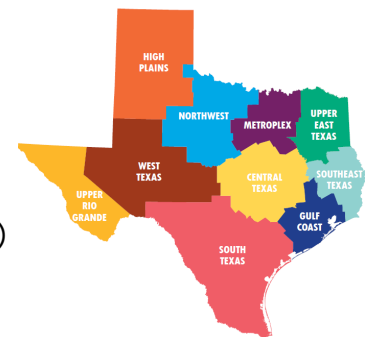 HIGH
PLAINS
NORTHWEST
METROPLEX
UPPER
EAST
TEXAS
WEST
TEXAS
CENTRAL
TEXAS
SOUTHEAST
TEXAS
UPPER
RIO
GRANDE
GULF
COAST
SOUTH
TEXAS
)